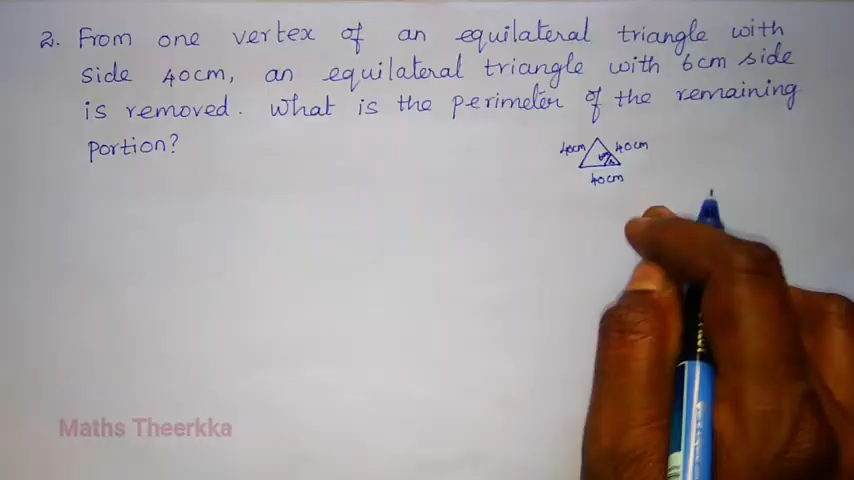 2. From one vertex of an equilateral triangle with
side 40cm, an equilateral triangle with 6cm side
is removed. What is the perimeter of the remaining
portion?
40cm 40cm
40cm
Maths Theerkka